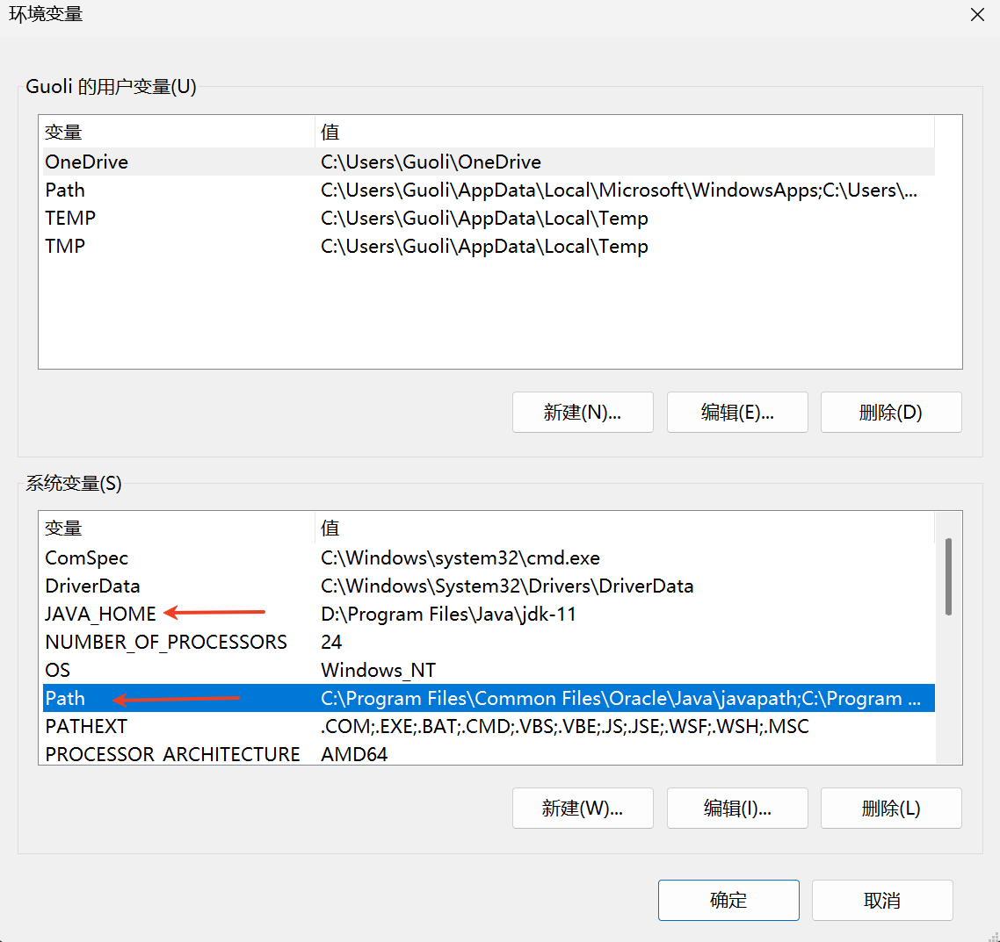 环境变量
Guoli 的用户变量(U)
变量 值
OneDrive C:\Users\Guoli\OneDrive
Path C:\Users\Guoli\AppData\Local\Microsoft\WindowsApps;C:\Users\...
TEMP C:\Users\Guoli\AppData\Local\Temp
TMP C:\Users\Guoli\AppData\Local\Temp
新建(N)... 编辑(E)... 删除(D)
系统变量(S)
变量 值
ComSpec C:\Windows\system32\cmd.exe
DriverData C:\Windows\System32\Drivers\DriverData
JAVA_HOME D:\Program Files\Java\jdk-11
NUMBER_OF_PROCESSORS 24
OS Windows_NT
Path C:\Program Files\Common Files\Oracle\Java\javapath;C:\Program ...
PATHEXT .COM;.EXE;.BAT;.CMD;.VBS;.VBE;.JS;.JSE;.WSF;.WSH;.MSC
PROCESSOR_ARCHITECTURE AMD64
新建(W)... 编辑(I)... 删除(L)
确定 取消